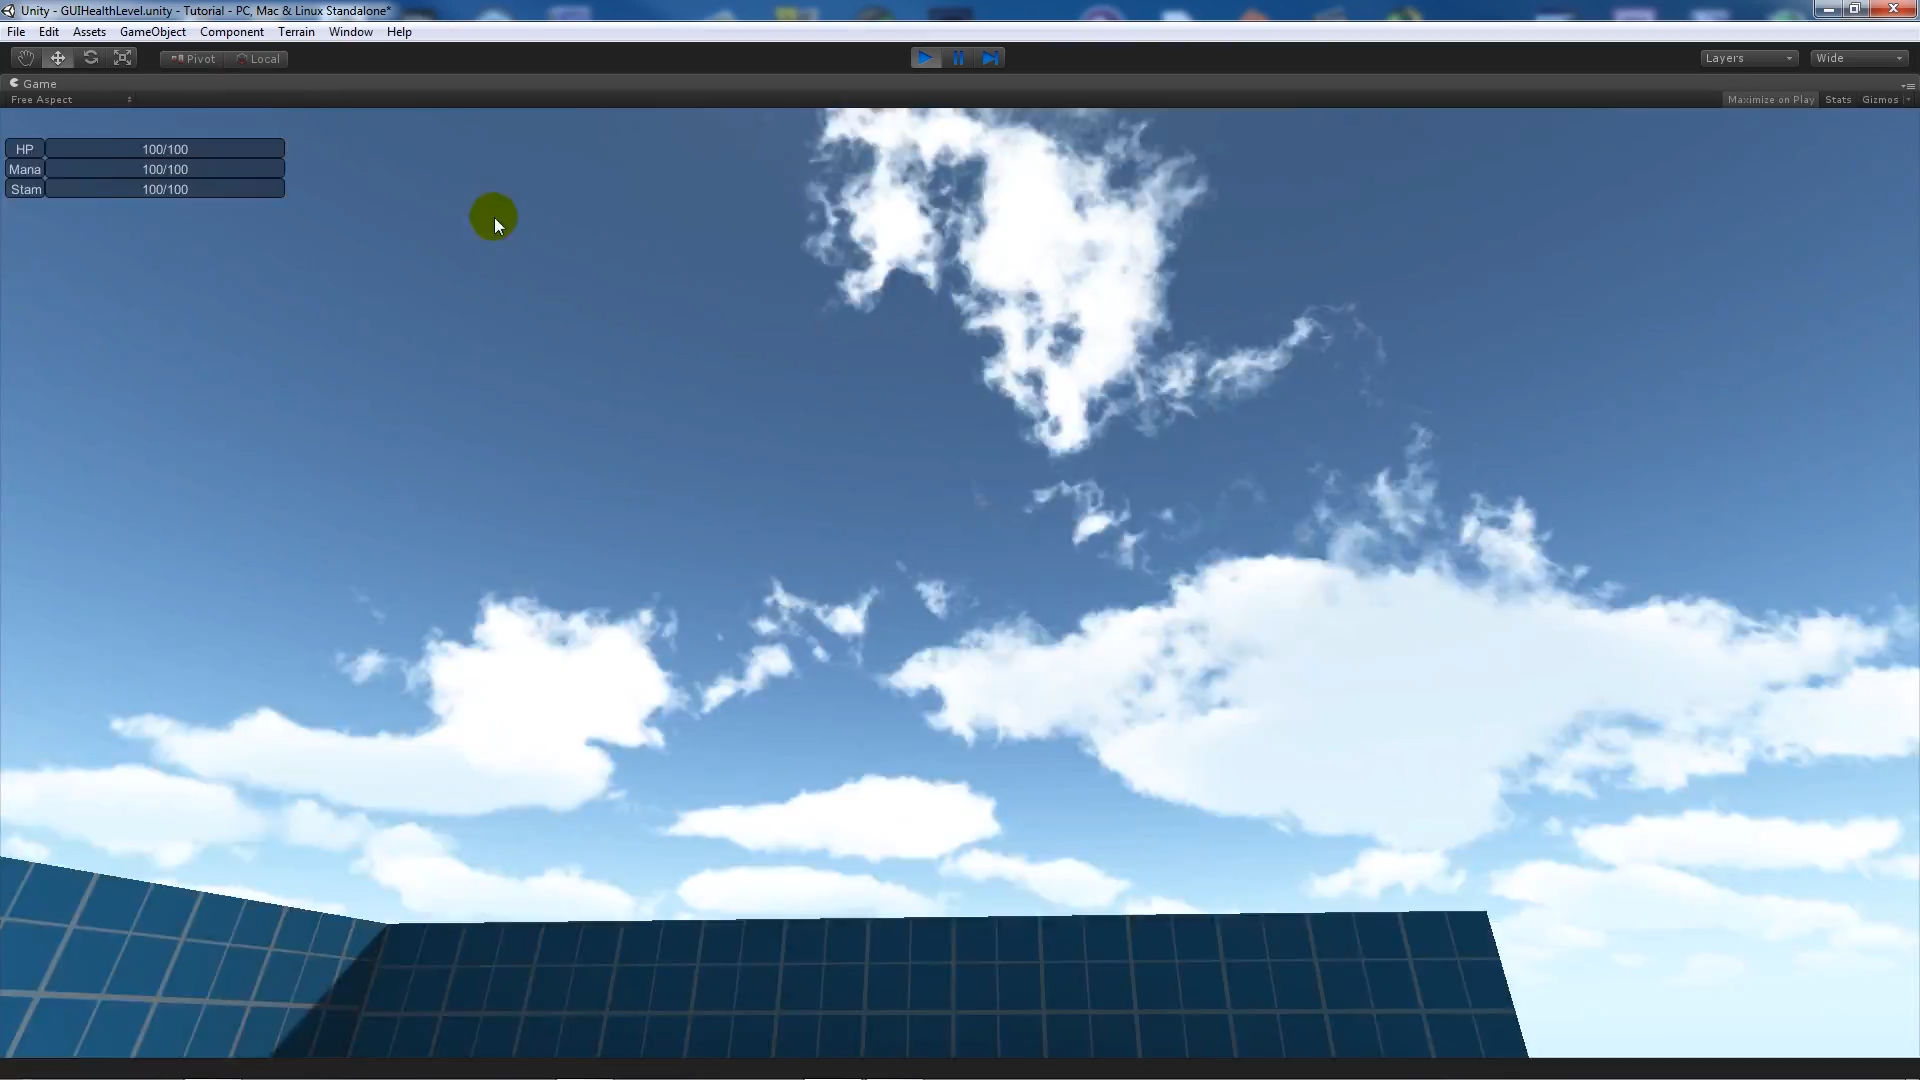 Unity - GUIHealthLevel.unity - Tutorial - PC, Mac & Linux Standalone*
File Edit Assets GameObject Component Terrain Window Help
Pivot Local Layers Wide
Game
Free Aspect Maximize on Play Stats Gizmos
HP 100/100
Mana 100/100
Stam 100/100